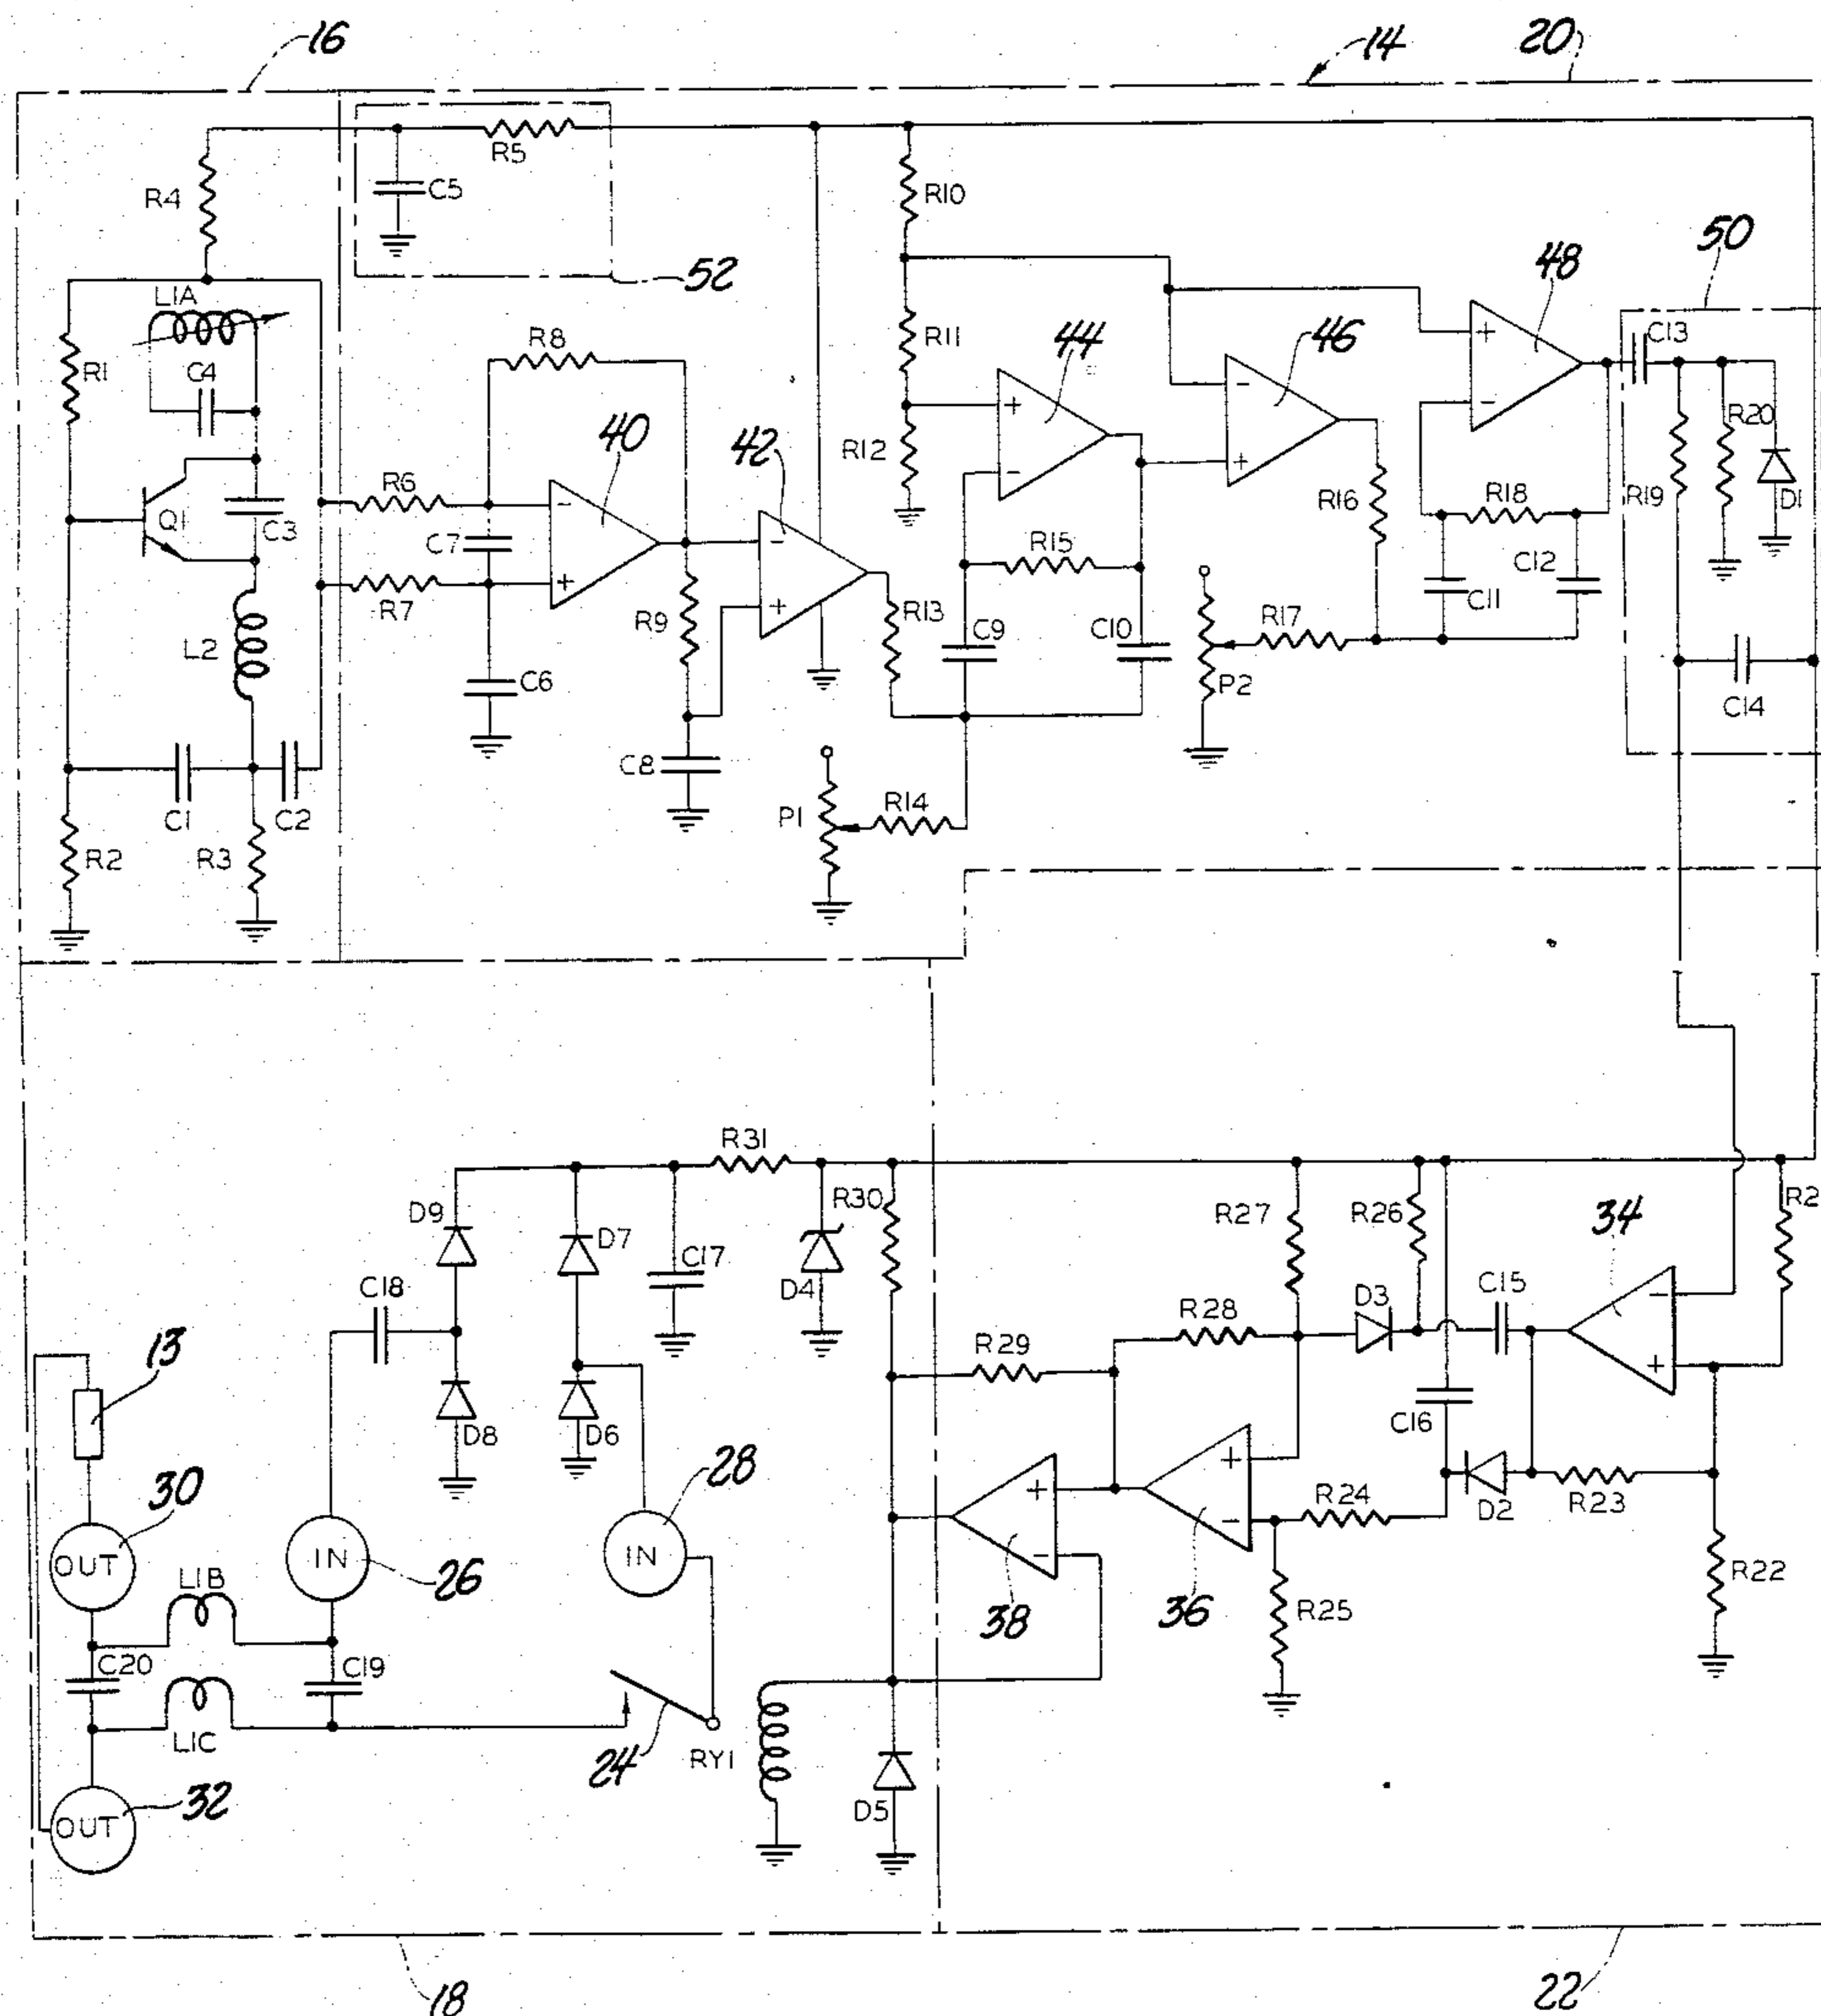 16
14
20
R5
C5
R4
R10
50
52
48
L1A
C13
R1
C4
R8
R11
44
46
R20
40
42
R12
D1
R6
R16
R18
R19
Q1
C3
C7
R15
C11
C12
R7
R9
R13
R17
L2
C9
C10
P2
C6
C14
C8
C1
C2
P1
R14
R2
R3
R31
R30
R2
D9
R27
R26
34
D7
C17
C18
D4
D3
C15
R28
R29
13
C16
D8
D6
28
30
R24
D2
R23
OUT
L1B
IN
26
IN
R22
38
36
R25
C20
C19
L1C
24
RY1
D5
32
OUT
18
22